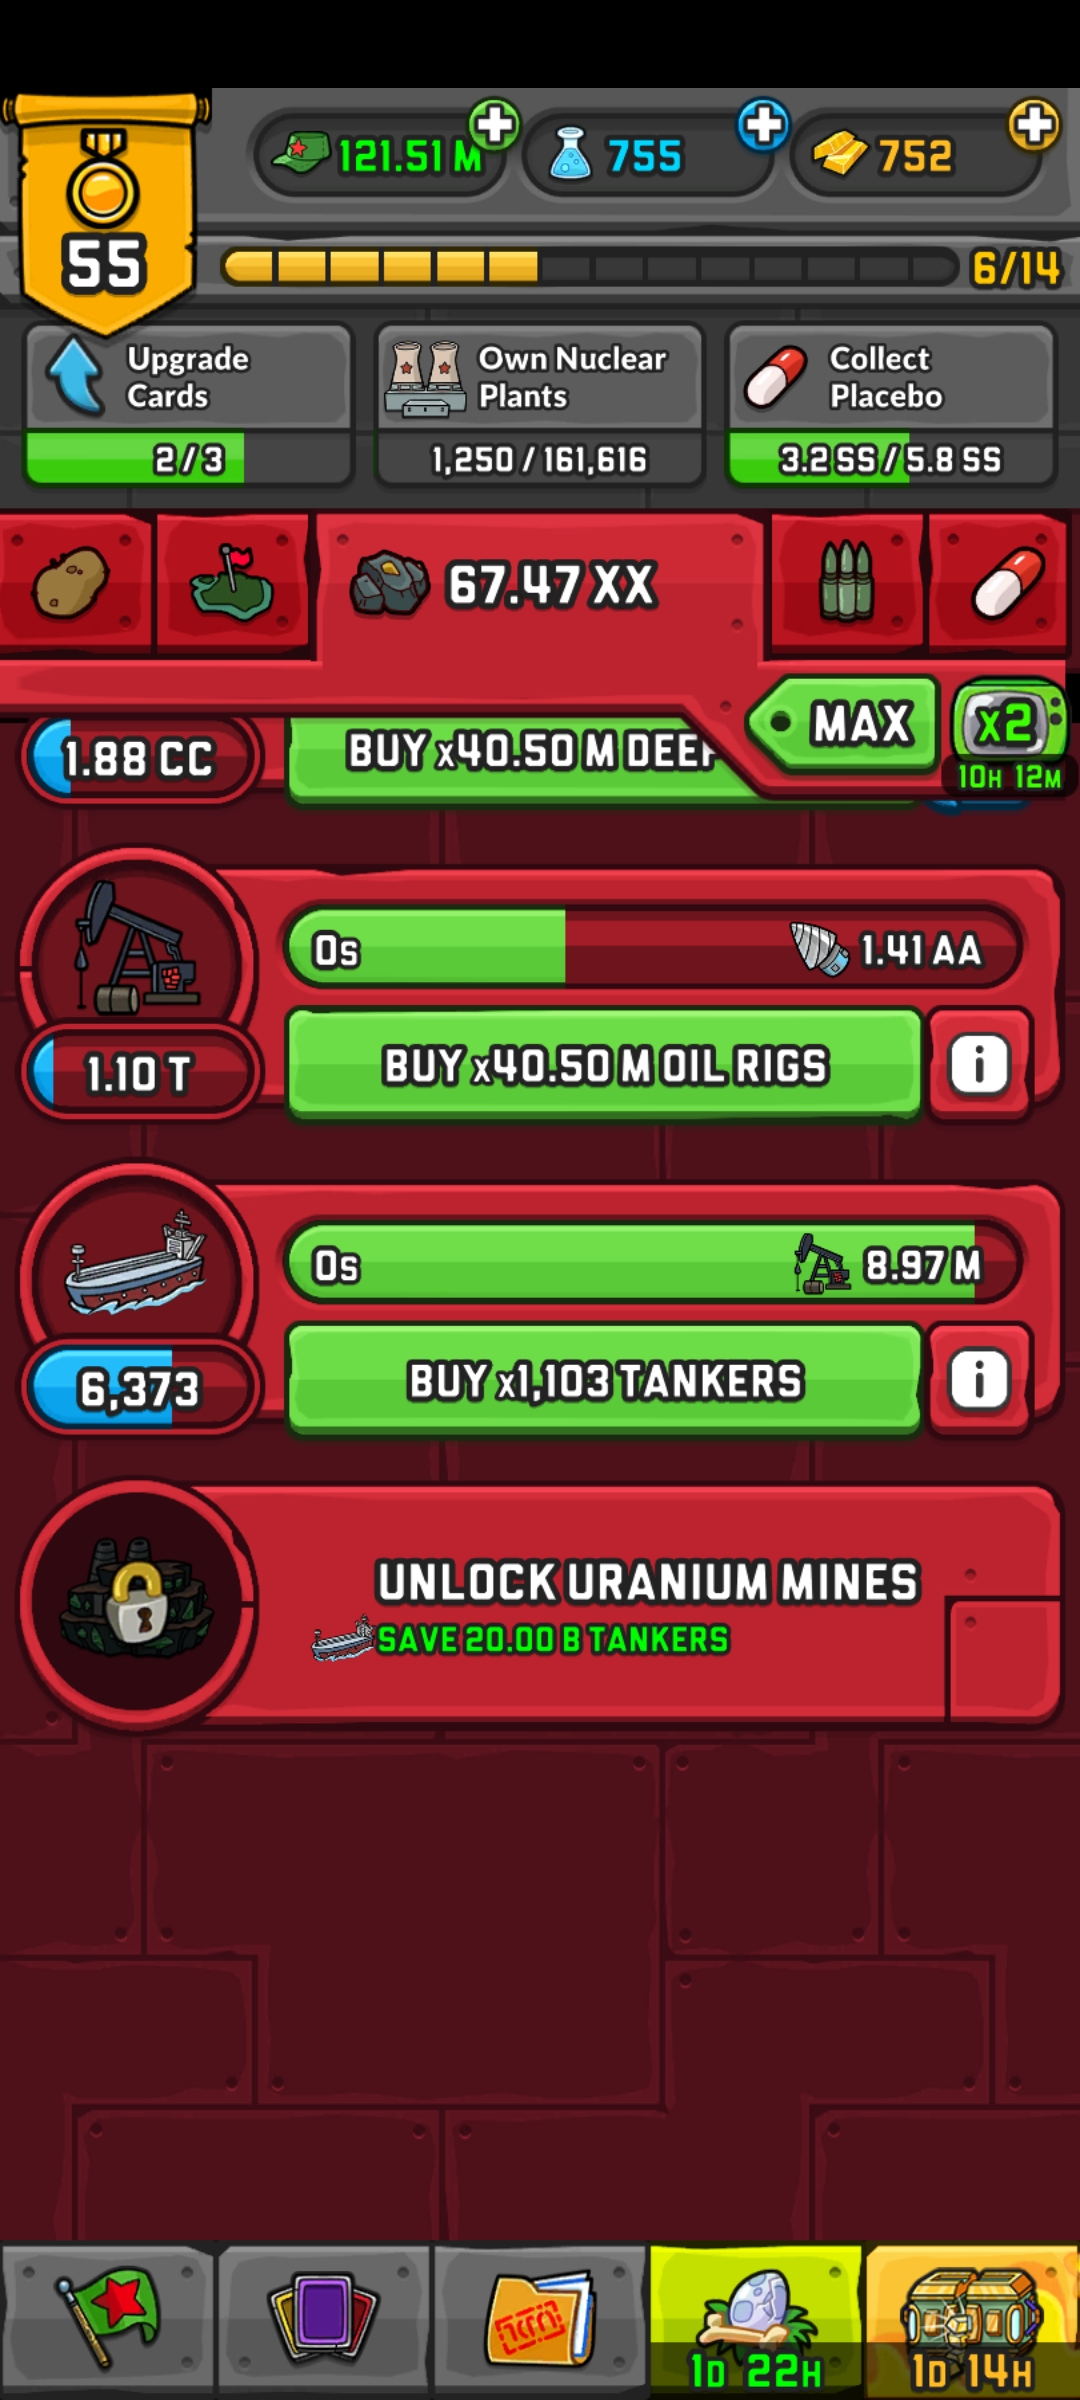 121.51 M
755
752
55
6/14
Upgrade
Cards
2/3
Own Nuclear
Plants
1,250/161,616
Collect
Placebo
3.2 SS/5.8 SS
67.47 XX
MAX
X2
10H 12M
1.88 CC
BUY x40.50 M DEEP
0s
1.41 AA
1.10 T
BUY x40.50 M OIL RIGS
i
0s
8.97 M
6,373
BUY x1,103 TANKERS
i
UNLOCK URANIUM MINES
SAVE 20.00 B TANKERS
1D 22H
1D 14H